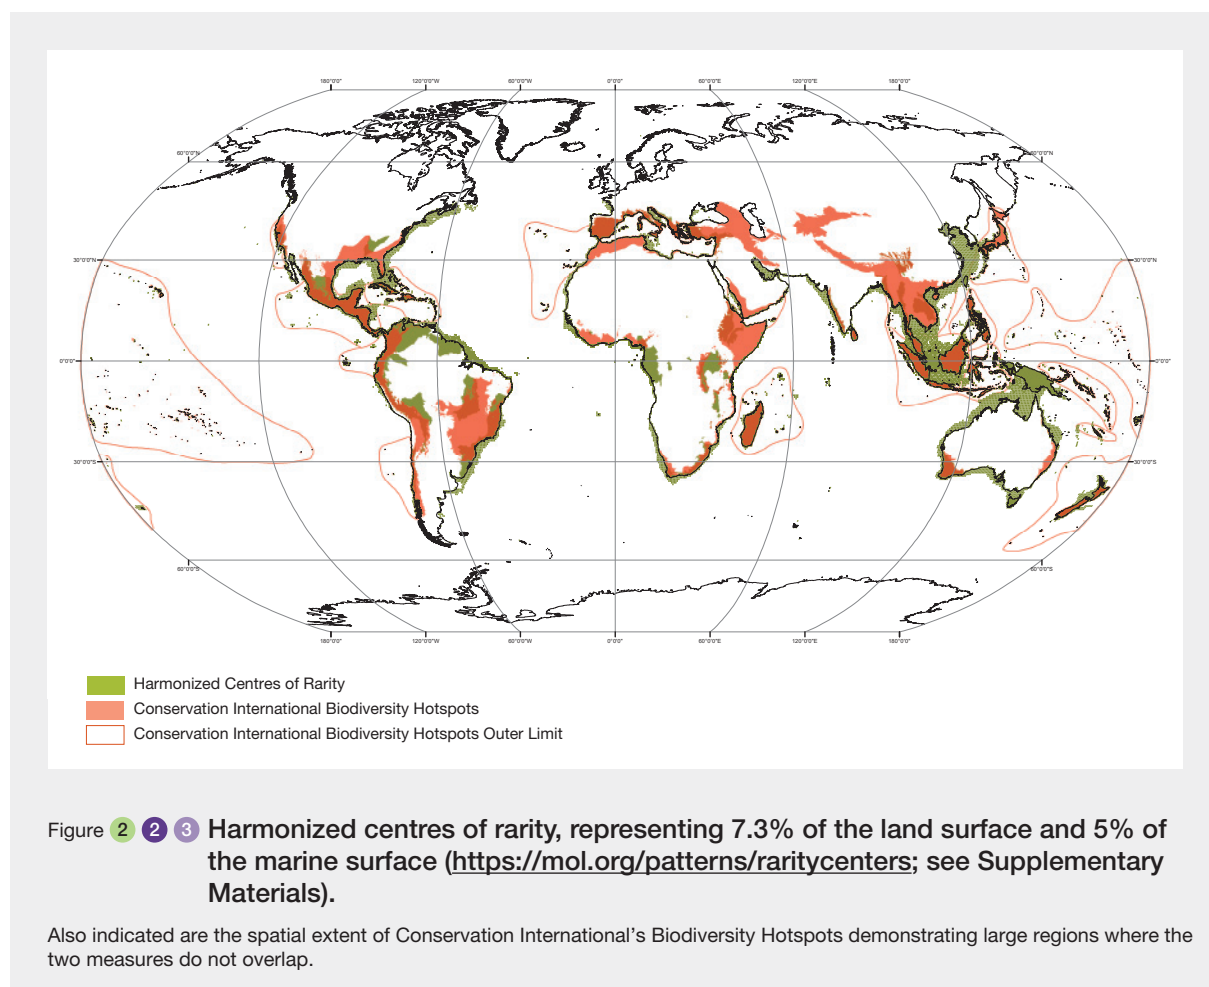 180°0'0" 120°0'0"W 60°0'0"W 0°0'0" 60°0'0"E 120°0'0"E 180°0'0"
60°0'0"N 60°0'0"N
30°0'0"N 30°0'0"N
0°0'0" 0°0'0"
30°0'0"S 30°0'0"S
60°0'0"S 60°0'0"S
180°0'0" 120°0'0"W 60°0'0"W 0°0'0" 60°0'0"E 120°0'0"E 180°0'0"
Harmonized Centres of Rarity
Conservation International Biodiversity Hotspots
Conservation International Biodiversity Hotspots Outer Limit
Figure 2 2 3 Harmonized centres of rarity, representing 7.3% of the land surface and 5% of
the marine surface (https://mol.org/patterns/raritycenters; see Supplementary
Materials).
Also indicated are the spatial extent of Conservation International's Biodiversity Hotspots demonstrating large regions where the
two measures do not overlap.